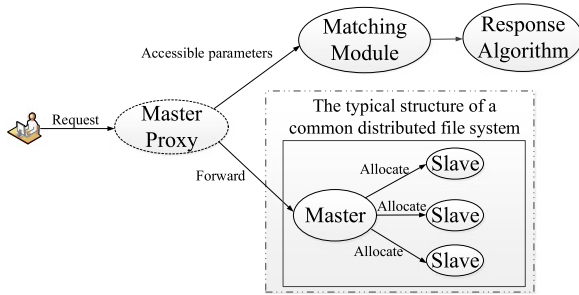 Request
Master
Proxy
Accessible parameters
Matching
Module
Response
Algorithm
Forward
The typical structure of a
common distributed file system
Master
Allocate
Slave
Allocate
Slave
Allocate
Slave